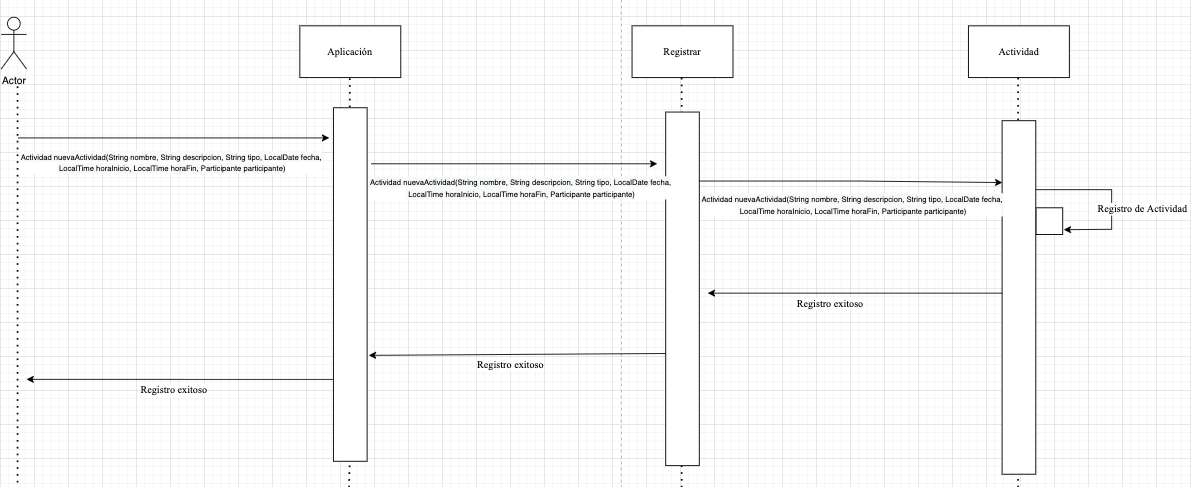 Aplicación
Registrar
Actividad
Actor
Actividad nuevaActividad(String nombre, String descripcion, String tipo, LocalDate fecha,
LocalTime horaInicio, LocalTime horaFin, Participante participante)
Actividad nuevaActividad(String nombre, String descripcion, String tipo, LocalDate fecha,
LocalTime horaInicio, LocalTime horaFin, Participante participante)
Actividad nuevaActividad(String nombre, String descripcion, String tipo, LocalDate fecha,
LocalTime horaInicio, LocalTime horaFin, Participante participante)
Registro de Actividad
Registro exitoso
Registro exitoso
Registro exitoso